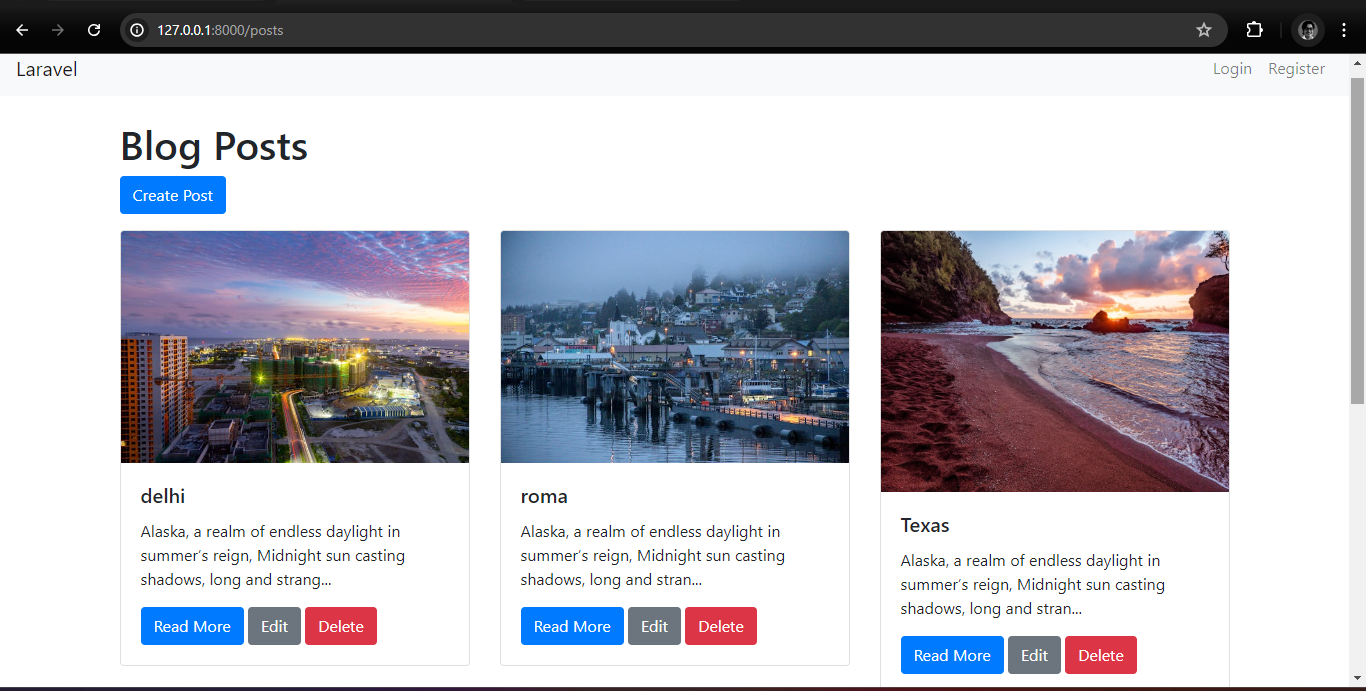 127.0.0.1:8000/posts
Laravel
Login Register
Blog Posts
Create Post
delhi
Alaska, a realm of endless daylight in
summer's reign, Midnight sun casting
shadows, long and strang...
Read More Edit Delete
roma
Alaska, a realm of endless daylight in
summer's reign, Midnight sun casting
shadows, long and stran...
Read More Edit Delete
Texas
Alaska, a realm of endless daylight in
summer's reign, Midnight sun casting
shadows, long and stran...
Read More Edit Delete